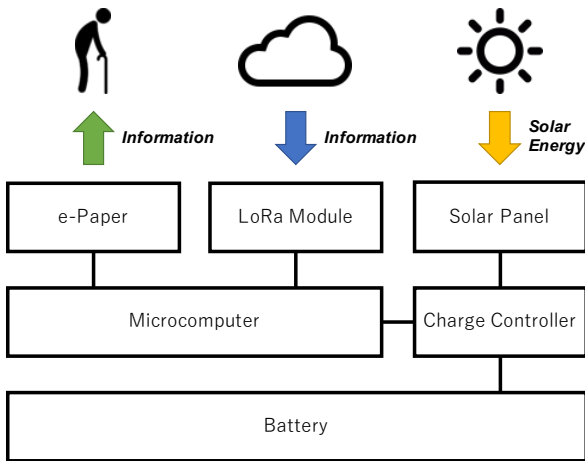 Information
Information
Solar
Energy
e-Paper
LoRa Module
Solar Panel
Microcomputer
Charge Controller
Battery